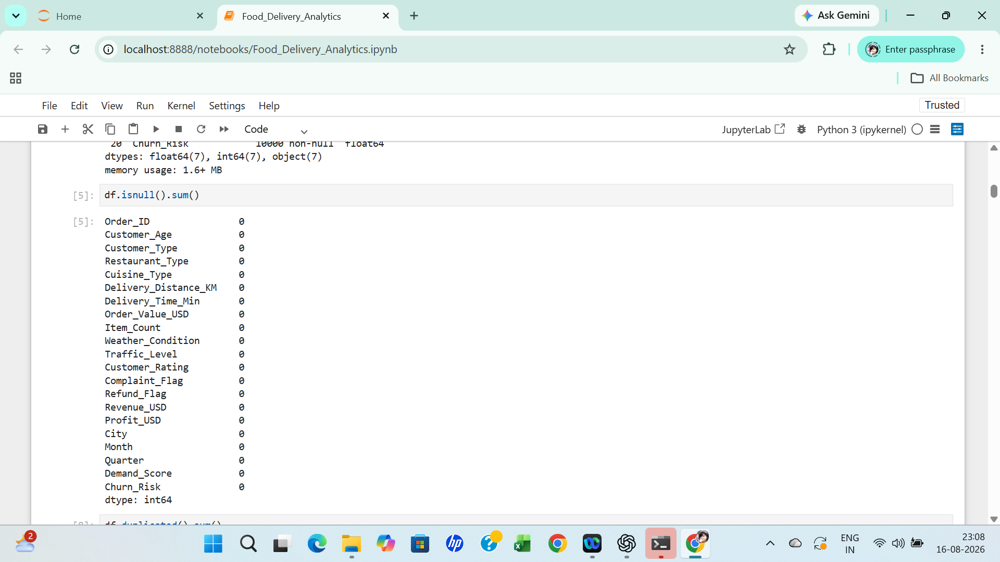 Home
Food_Delivery_Analytics
Ask Gemini
localhost:8888/notebooks/Food_Delivery_Analytics.ipynb
Enter passphrase
All Bookmarks
File Edit View Run Kernel Settings Help
Trusted
Code
JupyterLab
Python 3 (ipykernel)
20 Churn_Risk 10000 non-null float64
dtypes: float64(7), int64(7), object(7)
memory usage: 1.6+ MB
[5]: df.isnull().sum()
[5]: Order_ID 0
Customer_Age 0
Customer_Type 0
Restaurant_Type 0
Cuisine_Type 0
Delivery_Distance_KM 0
Delivery_Time_Min 0
Order_Value_USD 0
Item_Count 0
Weather_Condition 0
Traffic_Level 0
Customer_Rating 0
Complaint_Flag 0
Refund_Flag 0
Revenue_USD 0
Profit_USD 0
City 0
Month 0
Quarter 0
Demand_Score 0
Churn_Risk 0
dtype: int64
[8]: df.duplicated().sum()
2
hp
ENG
IN
23:08
16-08-2026